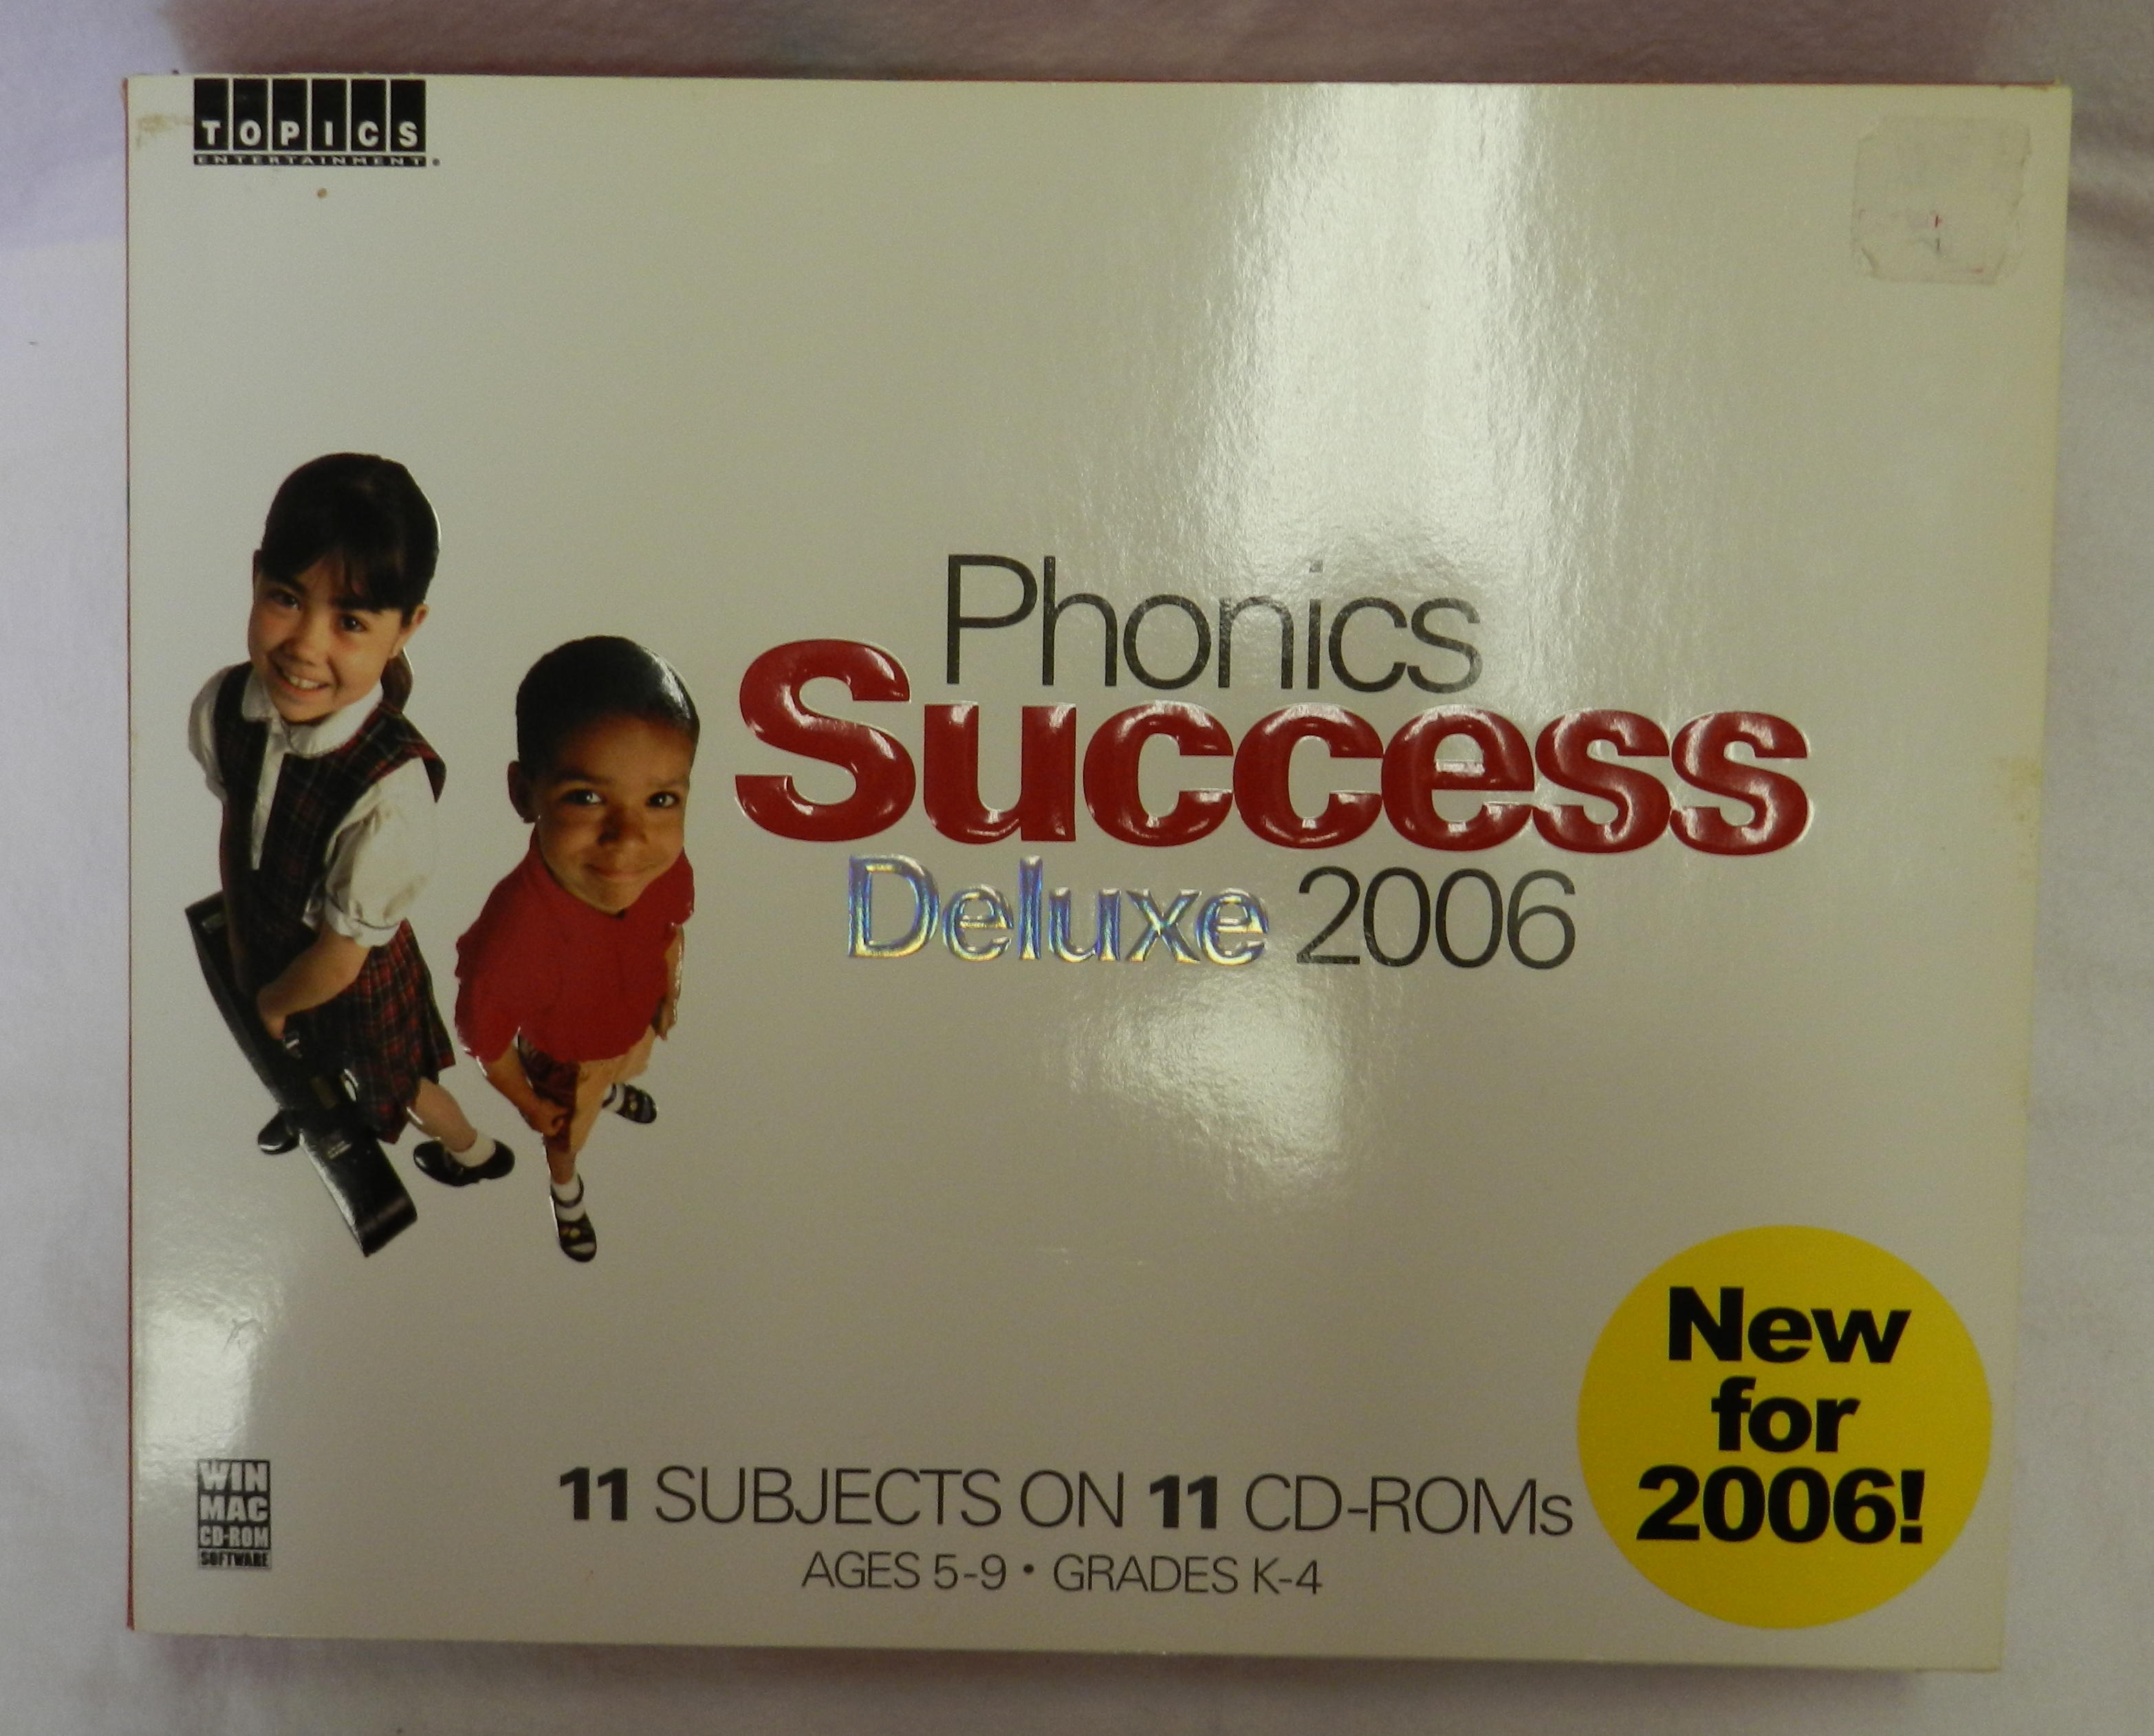 TOPICS
ENTERTAINMENT
Phonics
Success
Deluxe 2006
New
for
2006!
11 SUBJECTS ON 11 CD-ROMs
AGES 5-9 • GRADES K-4
WIN
MAC
CD-ROM
SOFTWARE